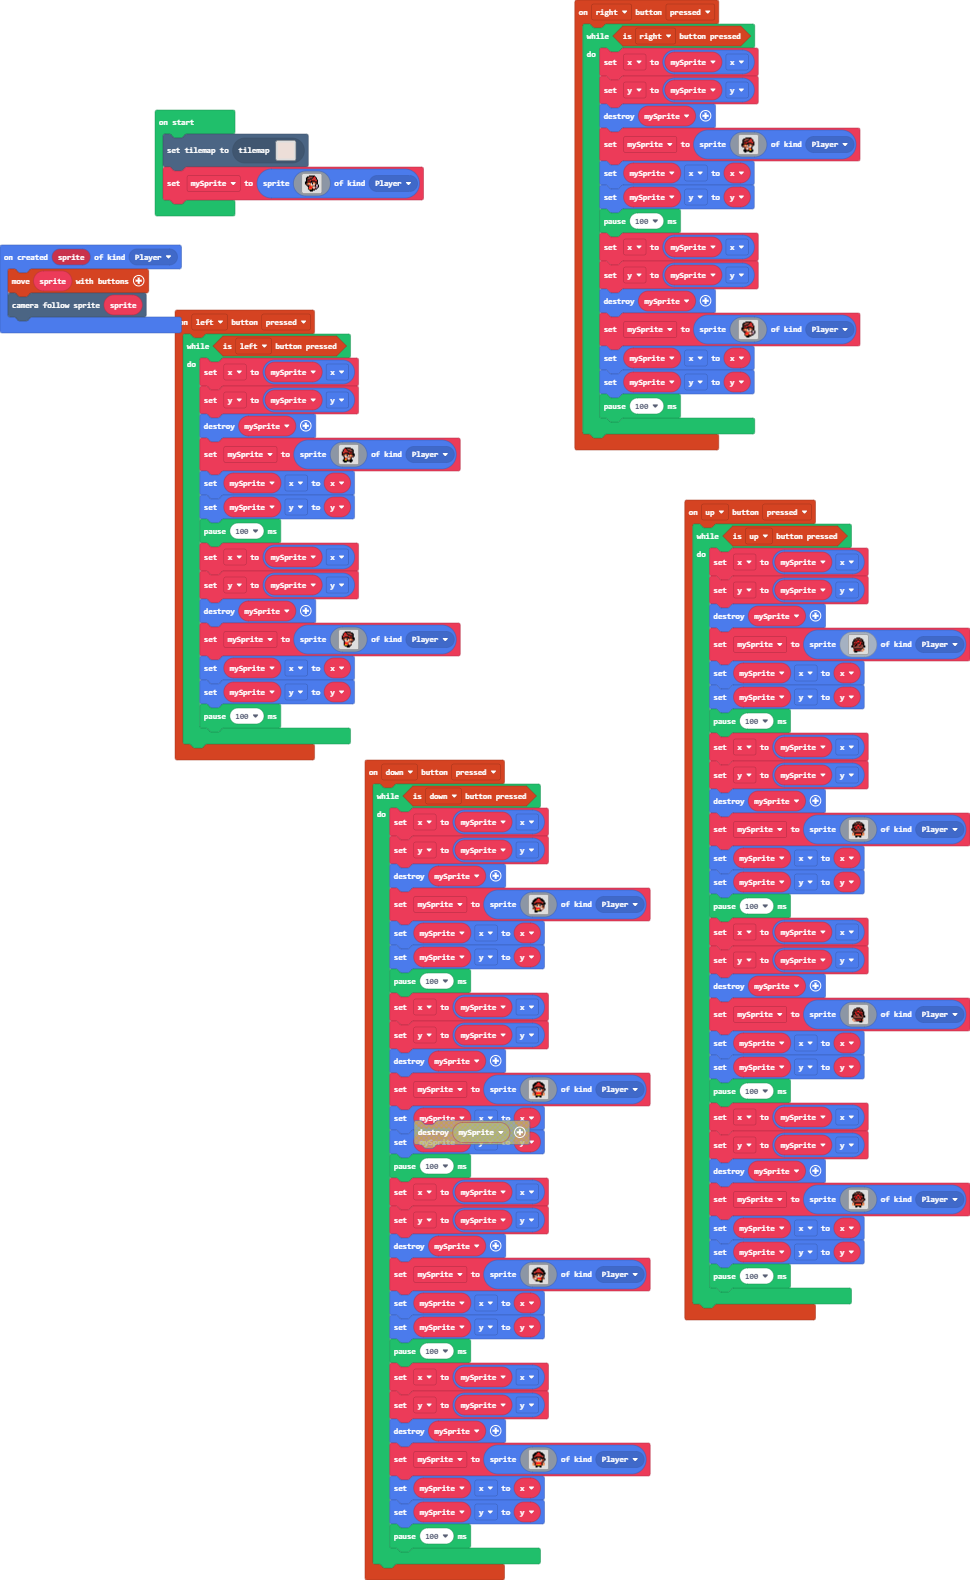 on start
set tilemap to tilemap
set mySprite to sprite of kind Player
on created sprite of kind Player
move sprite with buttons
camera follow sprite sprite
on left button pressed
while is left button pressed
do
set x to mySprite x
set y to mySprite y
destroy mySprite
set mySprite to sprite of kind Player
set mySprite x to x
set mySprite y to y
pause 100 ms
set x to mySprite x
set y to mySprite y
destroy mySprite
set mySprite to sprite of kind Player
set mySprite x to x
set mySprite y to y
pause 100 ms
on right button pressed
while is right button pressed
do
set x to mySprite x
set y to mySprite y
destroy mySprite
set mySprite to sprite of kind Player
set mySprite x to x
set mySprite y to y
pause 100 ms
set x to mySprite x
set y to mySprite y
destroy mySprite
set mySprite to sprite of kind Player
set mySprite x to x
set mySprite y to y
pause 100 ms
on down button pressed
while is down button pressed
do
set x to mySprite x
set y to mySprite y
destroy mySprite
set mySprite to sprite of kind Player
set mySprite x to x
set mySprite y to y
pause 100 ms
set x to mySprite x
set y to mySprite y
destroy mySprite
set mySprite to sprite of kind Player
set mySprite x to x
destroy mySprite
set y
pause 100 ms
set x to mySprite x
set y to mySprite y
destroy mySprite
set mySprite to sprite of kind Player
set mySprite x to x
set mySprite y to y
pause 100 ms
set x to mySprite x
set y to mySprite y
destroy mySprite
set mySprite to sprite of kind Player
set mySprite x to x
set mySprite y to y
pause 100 ms
on up button pressed
while is up button pressed
do
set x to mySprite x
set y to mySprite y
destroy mySprite
set mySprite to sprite of kind Player
set mySprite x to x
set mySprite y to y
pause 100 ms
set x to mySprite x
set y to mySprite y
destroy mySprite
set mySprite to sprite of kind Player
set mySprite x to x
set mySprite y to y
pause 100 ms
set x to mySprite x
set y to mySprite y
destroy mySprite
set mySprite to sprite of kind Player
set mySprite x to x
set mySprite y to y
pause 100 ms
set x to mySprite x
set y to mySprite y
destroy mySprite
set mySprite to sprite of kind Player
set mySprite x to x
set mySprite y to y
pause 100 ms